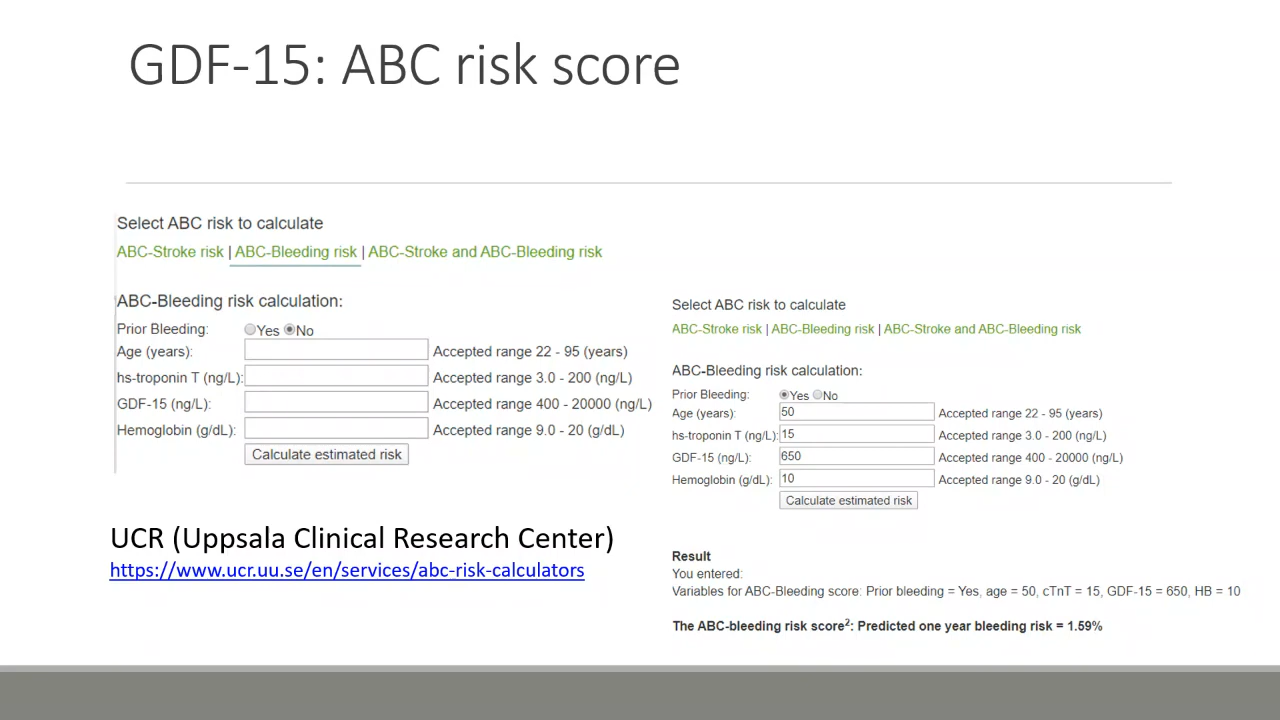 GDF-15: ABC risk score
Select ABC risk to calculate
ABC-Stroke risk | ABC-Bleeding risk | ABC-Stroke and ABC-Bleeding risk
ABC-Bleeding risk calculation:
Prior Bleeding: Yes No
Age (years): Accepted range 22 - 95 (years)
hs-troponin T (ng/L): Accepted range 3.0 - 200 (ng/L)
GDF-15 (ng/L): Accepted range 400 - 20000 (ng/L)
Hemoglobin (g/dL): Accepted range 9.0 - 20 (g/dL)
Calculate estimated risk
UCR (Uppsala Clinical Research Center)
https://www.ucr.uu.se/en/services/abc-risk-calculators
Select ABC risk to calculate
ABC-Stroke risk | ABC-Bleeding risk | ABC-Stroke and ABC-Bleeding risk
ABC-Bleeding risk calculation:
Prior Bleeding: Yes No
Age (years): 50 Accepted range 22 - 95 (years)
hs-troponin T (ng/L): 15 Accepted range 3.0 - 200 (ng/L)
GDF-15 (ng/L): 650 Accepted range 400 - 20000 (ng/L)
Hemoglobin (g/dL): 10 Accepted range 9.0 - 20 (g/dL)
Calculate estimated risk
Result
You entered:
Variables for ABC-Bleeding score: Prior bleeding = Yes, age = 50, cTnT = 15, GDF-15 = 650, HB = 10
The ABC-bleeding risk score²: Predicted one year bleeding risk = 1.59%